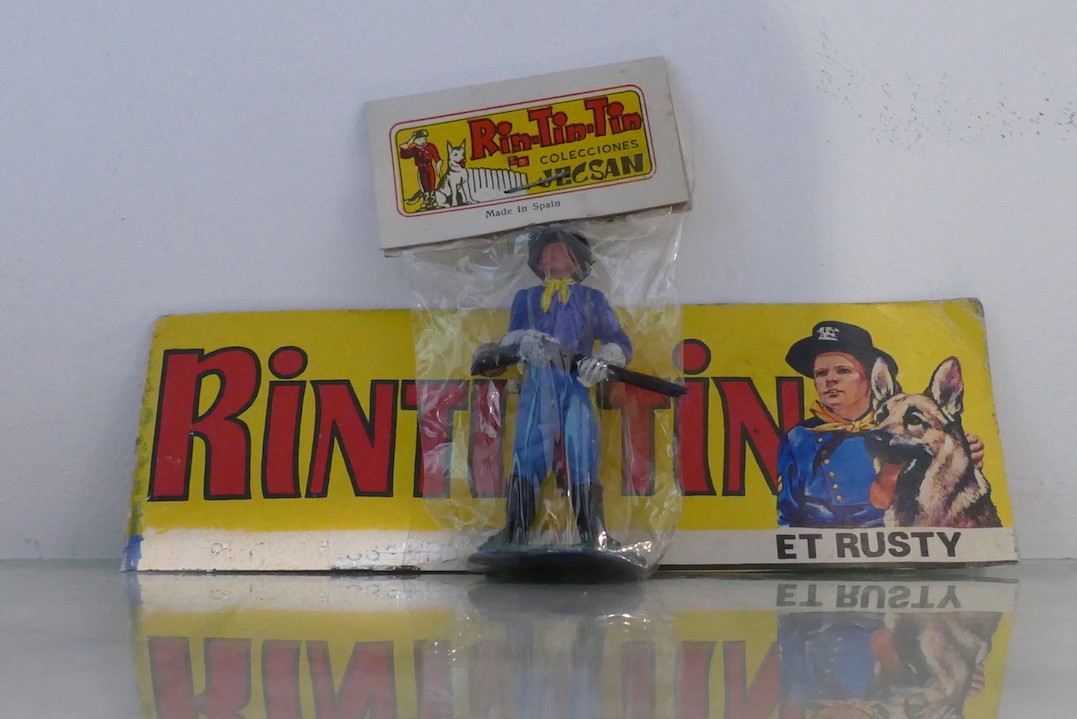 Rin-Tin-Tin
COLECCIONES
JECSAN
Made in Spain
RINTINTIN
ET RUSTY